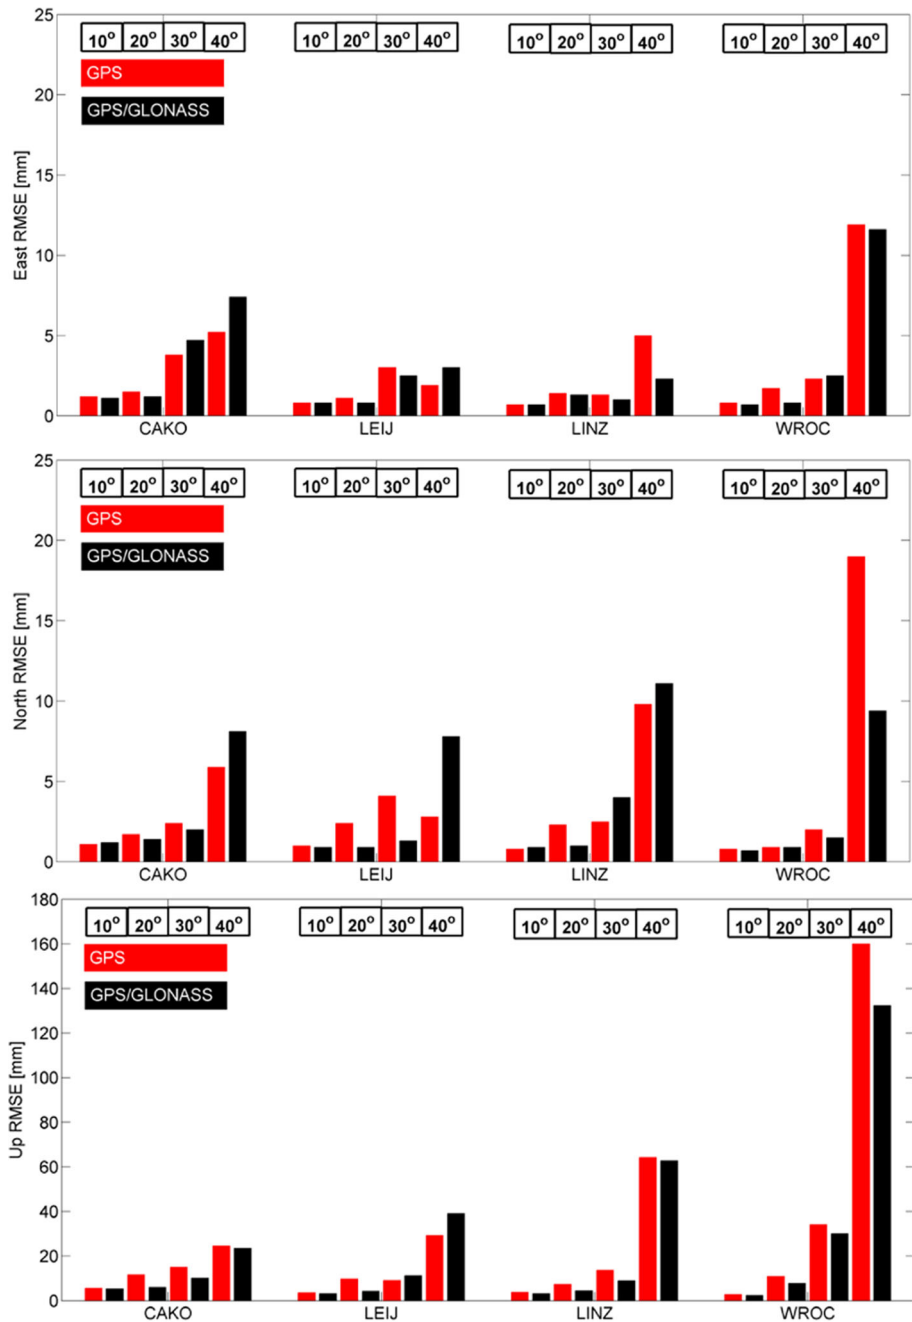 25
10° 20° 30° 40° 10° 20° 30° 40° 10° 20° 30° 40° 10° 20° 30° 40°
GPS
20
GPS/GLONASS
15
East RMSE [mm]
10
5
0
CAKO LEIJ LINZ WROC
25
10° 20° 30° 40° 10° 20° 30° 40° 10° 20° 30° 40° 10° 20° 30° 40°
GPS
20
GPS/GLONASS
15
North RMSE [mm]
10
5
0
CAKO LEIJ LINZ WROC
180
10° 20° 30° 40° 10° 20° 30° 40° 10° 20° 30° 40° 10° 20° 30° 40°
160
GPS
140
GPS/GLONASS
120
100
Up RMSE [mm]
80
60
40
20
0
CAKO LEIJ LINZ WROC